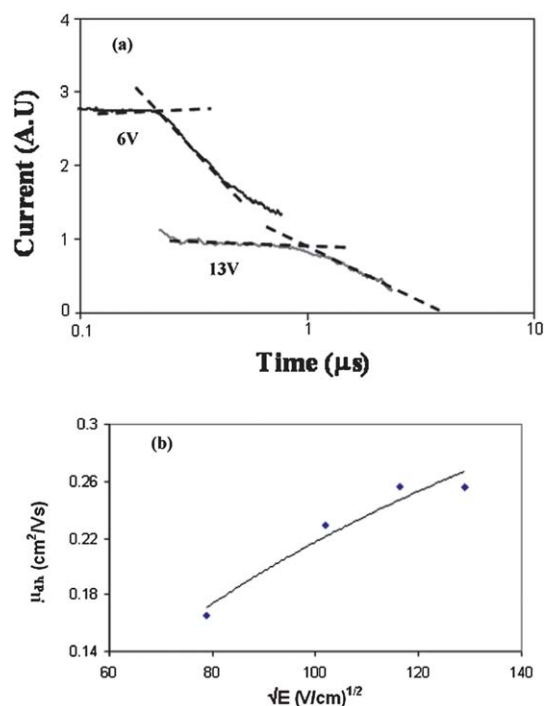 (a)
Current (A.U)
4
3
2
1
0
6V
13V
0.1
1
10
Time (μs)
(b)
μdh (cm²/Vs)
0.3
0.26
0.22
0.18
0.14
60
80
100
120
140
√E (V/cm)1/2